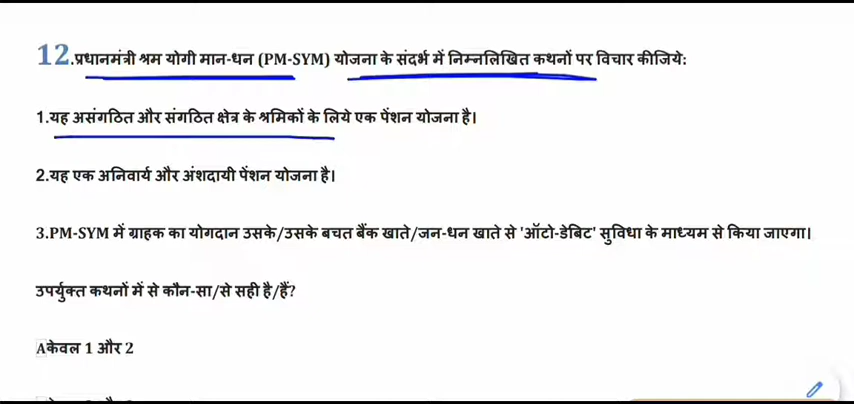 12.प्रधानमंत्री श्रम योगी मान-धन (PM-SYM) योजना के संदर्भ में निम्नलिखित कथनों पर विचार कीजिये:
1.यह असंगठित और संगठित क्षेत्र के श्रमिकों के लिये एक पेंशन योजना है।
2.यह एक अनिवार्य और अंशदायी पेंशन योजना है।
3.PM-SYM में ग्राहक का योगदान उसके/उसके बचत बैंक खाते/जन-धन खाते से 'ऑटो-डेबिट' सुविधा के माध्यम से किया जाएगा।
उपर्युक्त कथनों में से कौन-सा/से सही है/हैं?
Aकेवल 1 और 2